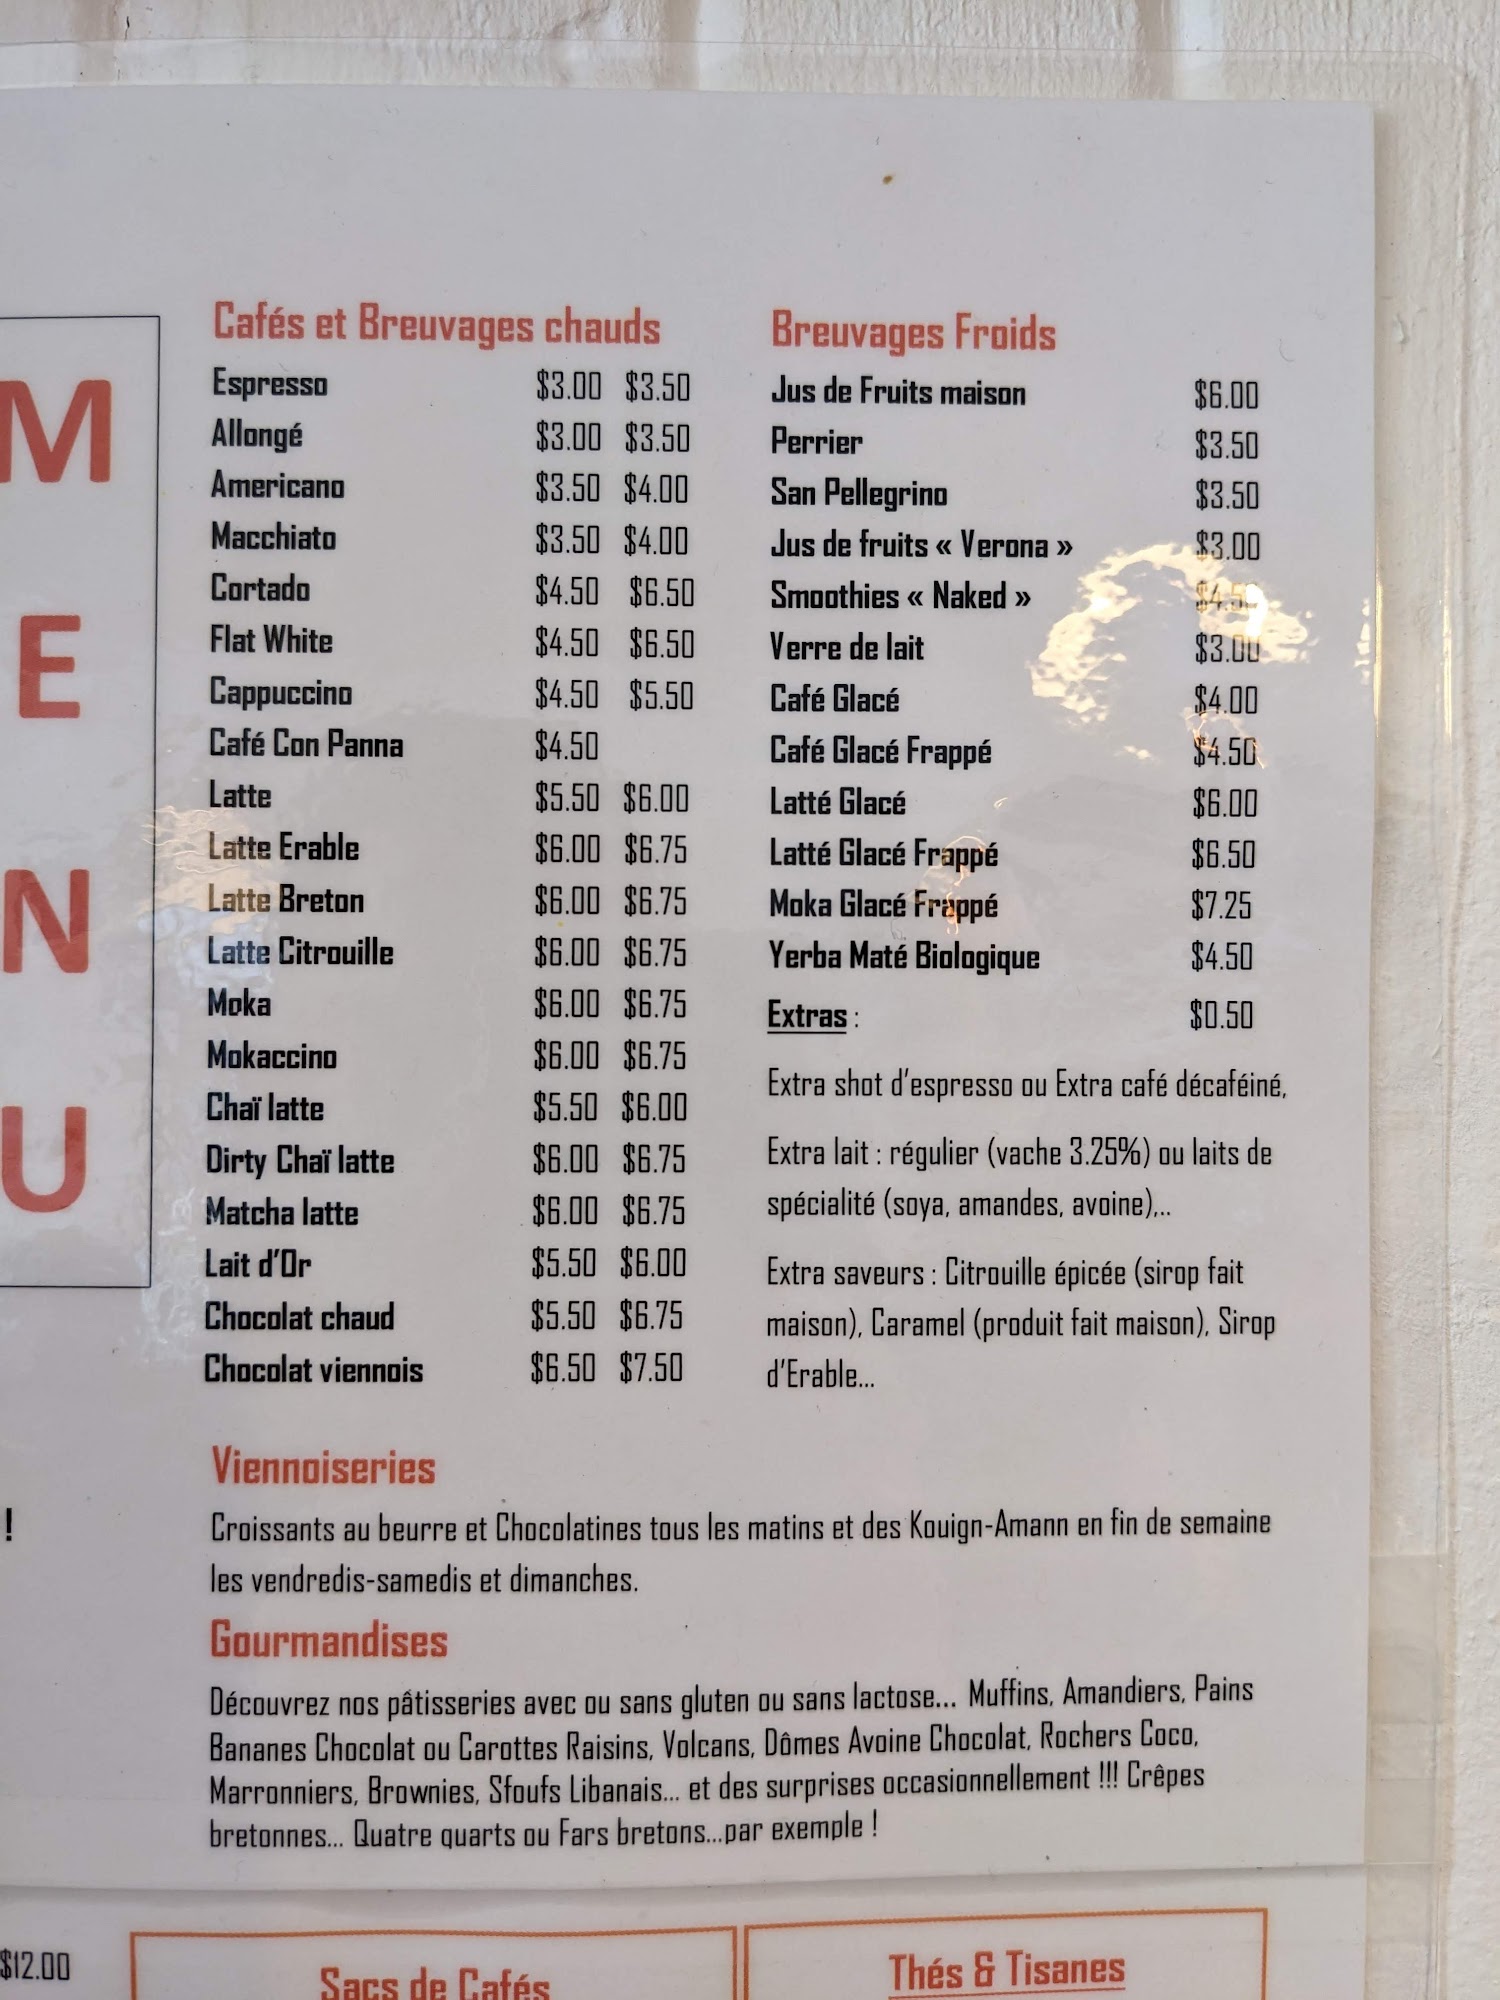 M
E
N
U
!
$12.00
Cafés et Breuvages chauds
Espresso $3.00 $3.50
Allongé $3.00 $3.50
Americano $3.50 $4.00
Macchiato $3.50 $4.00
Cortado $4.50 $6.50
Flat White $4.50 $6.50
Cappuccino $4.50 $5.50
Café Con Panna $4.50
Latte $5.50 $6.00
Latte Erable $6.00 $6.75
Latte Breton $6.00 $6.75
Latte Citrouille $6.00 $6.75
Moka $6.00 $6.75
Mokaccino $6.00 $6.75
Chaï latte $5.50 $6.00
Dirty Chaï latte $6.00 $6.75
Matcha latte $6.00 $6.75
Lait d'Or $5.50 $6.00
Chocolat chaud $5.50 $6.75
Chocolat viennois $6.50 $7.50
Breuvages Froids
Jus de Fruits maison $6.00
Perrier $3.50
San Pellegrino $3.50
Jus de fruits « Verona » $3.00
Smoothies « Naked » $4.50
Verre de lait $3.00
Café Glacé $4.00
Café Glacé Frappé $4.50
Latté Glacé $6.00
Latté Glacé Frappé $6.50
Moka Glacé Frappé $7.25
Yerba Maté Biologique $4.50
Extras : $0.50
Extra shot d'espresso ou Extra café décaféiné,
Extra lait : régulier (vache 3.25%) ou laits de
spécialité (soya, amandes, avoine),..
Extra saveurs : Citrouille épicée (sirop fait
maison), Caramel (produit fait maison), Sirop
d'Erable...
Viennoiseries
Croissants au beurre et Chocolatines tous les matins et des Kouign-Amann en fin de semaine
les vendredis-samedis et dimanches.
Gourmandises
Découvrez nos pâtisseries avec ou sans gluten ou sans lactose... Muffins, Amandiers, Pains
Bananes Chocolat ou Carottes Raisins, Volcans, Dômes Avoine Chocolat, Rochers Coco,
Marronniers, Brownies, Sfoufs Libanais... et des surprises occasionnellement !!! Crêpes
bretonnes... Quatre quarts ou Fars bretons...par exemple !
Sacs de Cafés
Thés & Tisanes